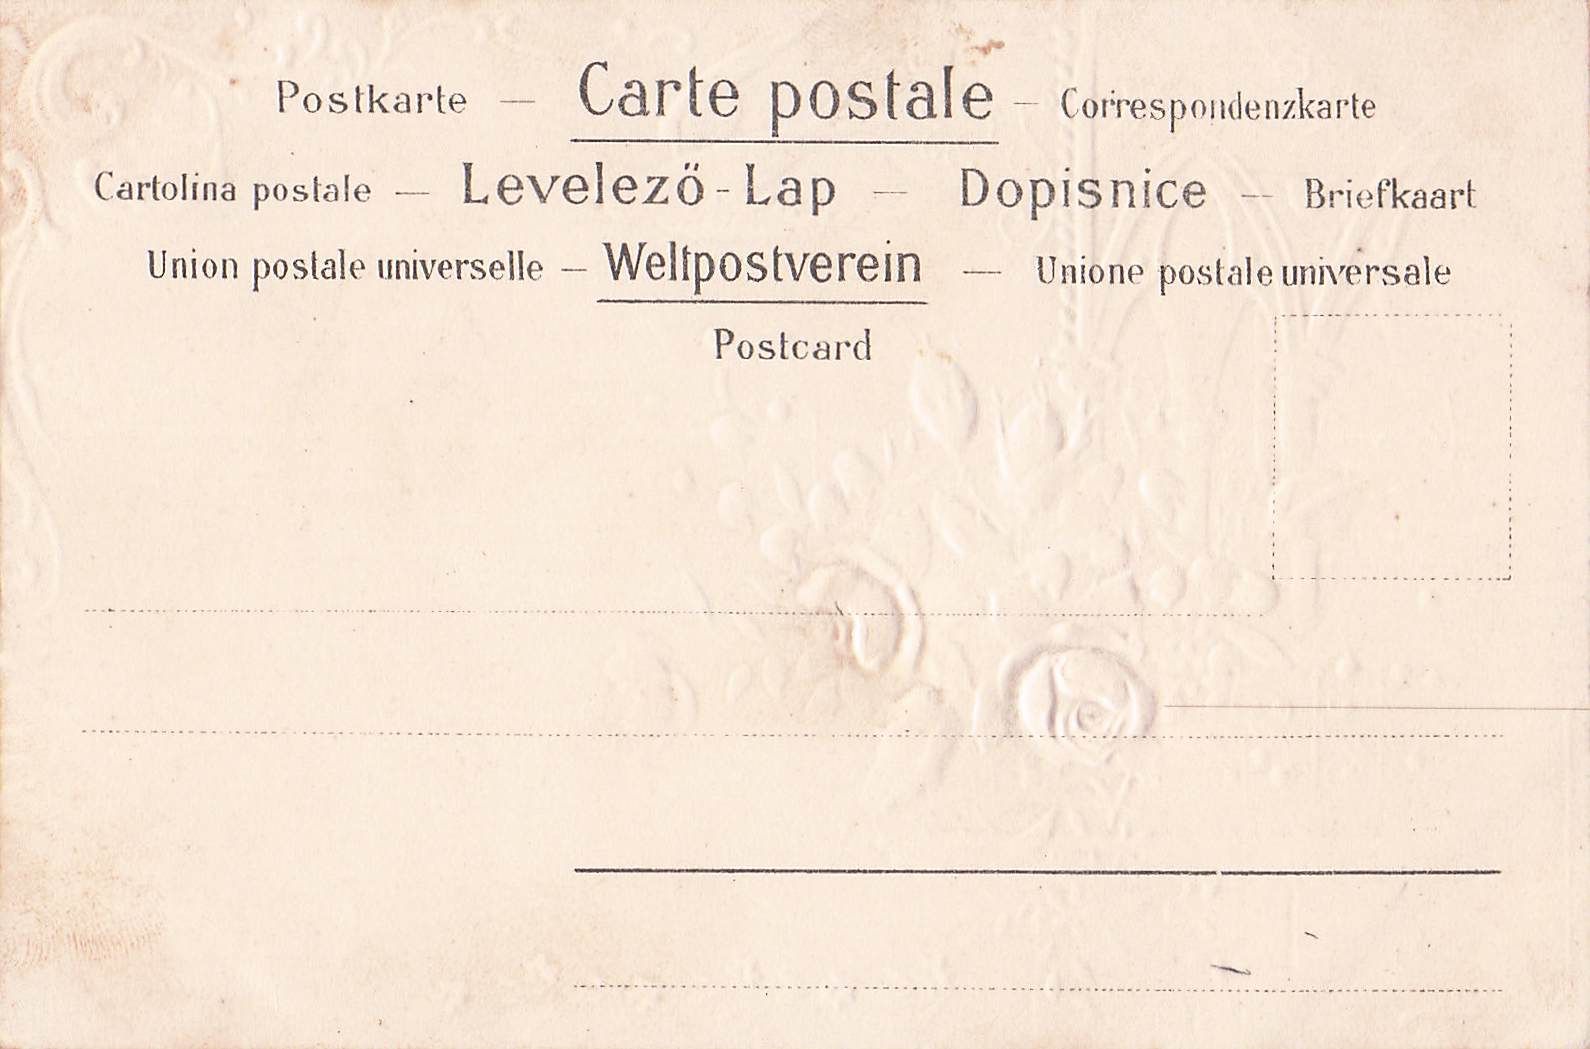 Postkarte — Carte postale — Correspondenzkarte
Cartolina postale — Levelező-Lap — Dopisnice — Briefkaart
Union postale universelle — Weltpostverein — Unione postale universale
Postcard